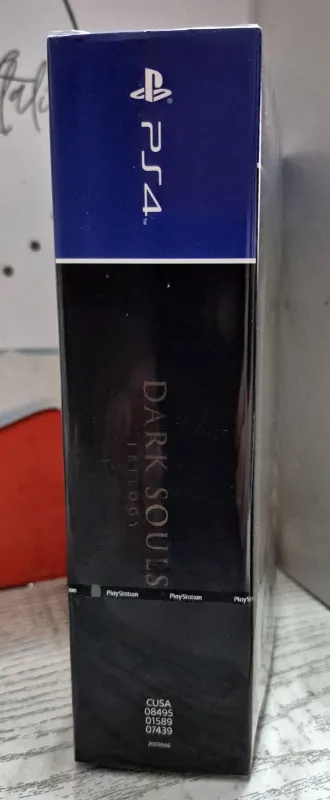 PS4
DARK SOULS
TRILOGY
PlayStation PlayStation
CUSA
08495
01589
07439